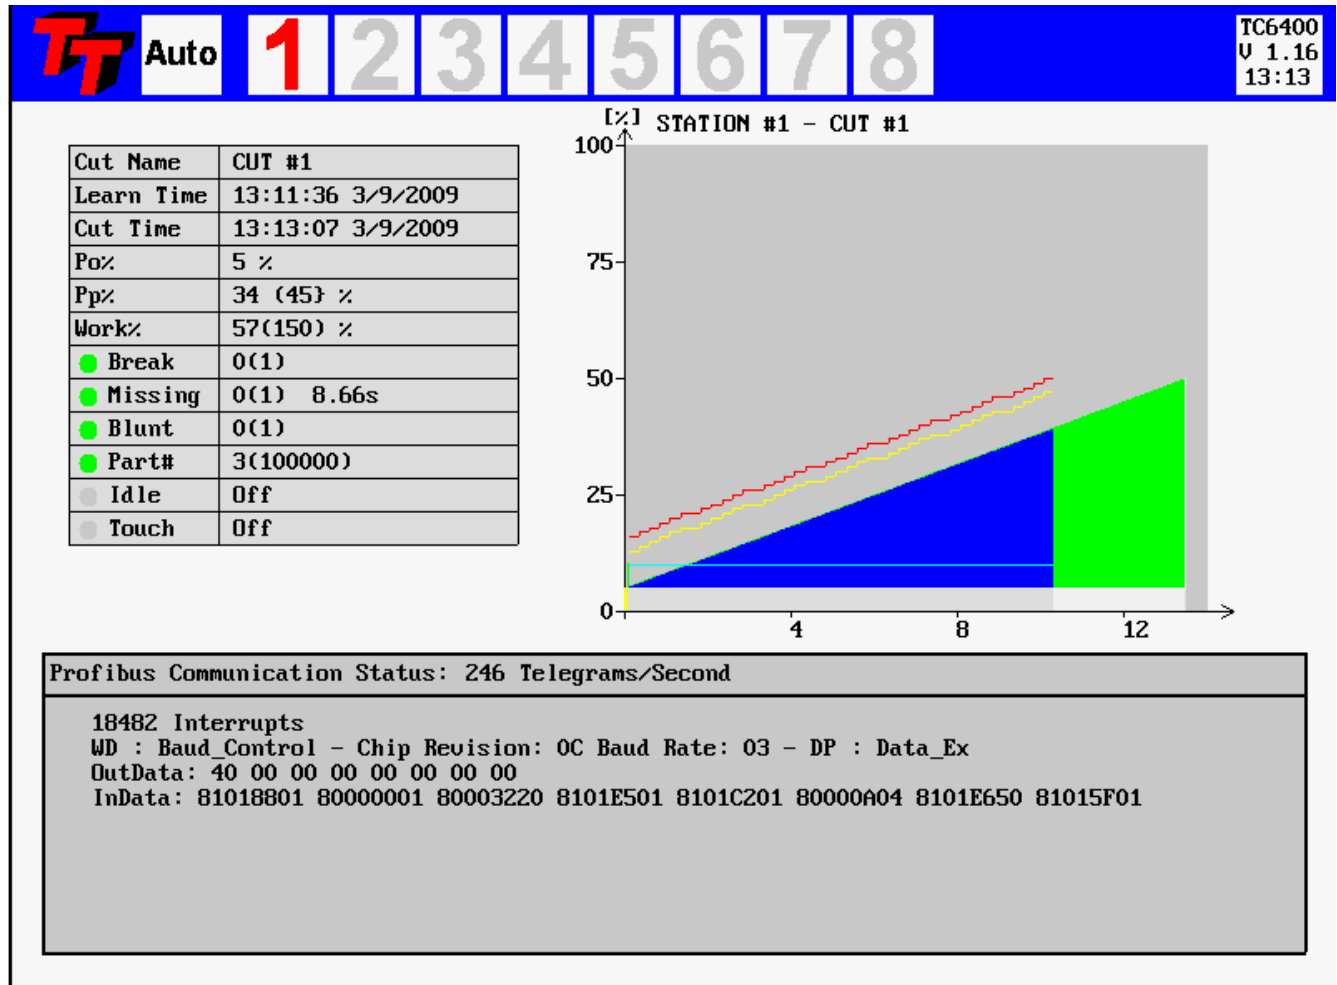 TT
Auto
1 2 3 4 5 6 7 8
TC6400
V 1.16
13:13
Cut Name CUT #1
Learn Time 13:11:36 3/9/2009
Cut Time 13:13:07 3/9/2009
Po% 5 %
Pp% 34 (45} %
Work% 57(150) %
Break 0(1)
Missing 0(1) 8.66s
Blunt 0(1)
Part# 3(100000)
Idle Off
Touch Off
[%] STATION #1 - CUT #1
100
75
50
25
0
4 8 12
Profibus Communication Status: 246 Telegrams/Second
18482 Interrupts
WD : Baud_Control - Chip Revision: 0C Baud Rate: 03 - DP : Data_Ex
OutData: 40 00 00 00 00 00 00 00
InData: 81018801 80000001 80003220 8101E501 8101C201 80000A04 8101E650 81015F01